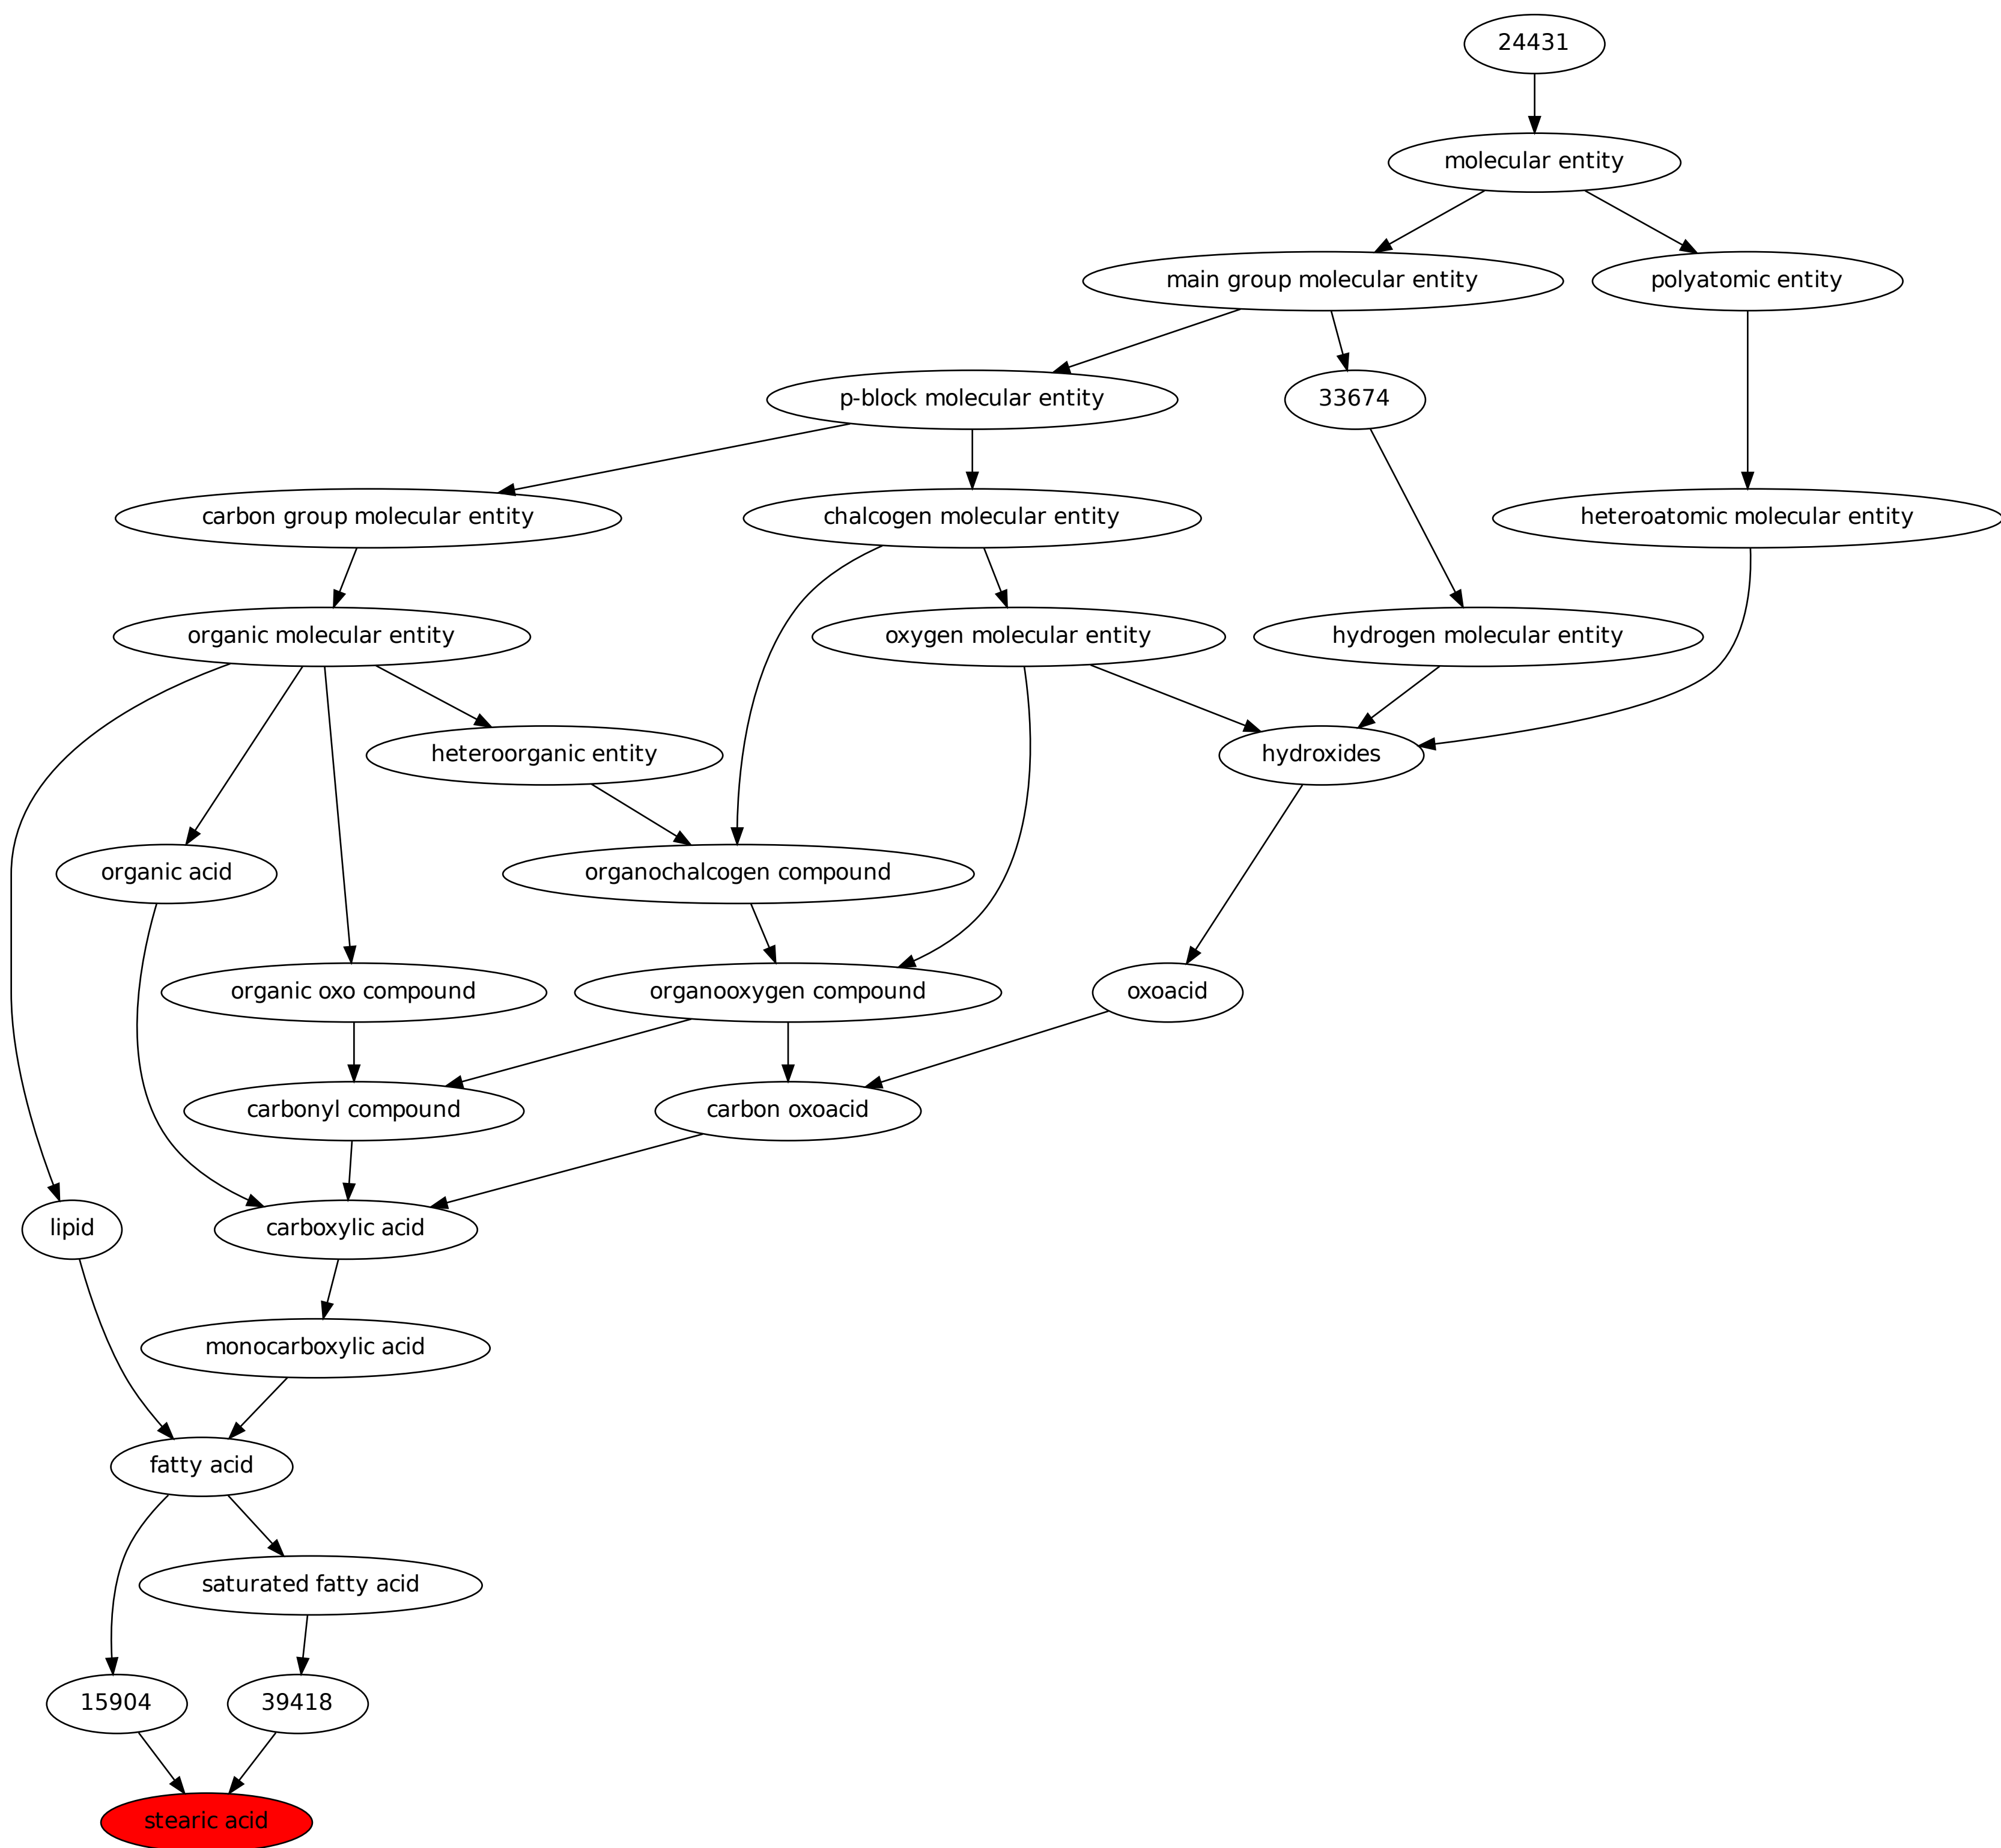 24431
molecular entity
main group molecular entity
polyatomic entity
p-block molecular entity
33674
carbon group molecular entity
chalcogen molecular entity
heteroatomic molecular entity
organic molecular entity
oxygen molecular entity
hydrogen molecular entity
heteroorganic entity
hydroxides
organic acid
organochalcogen compound
organic oxo compound
organooxygen compound
oxoacid
carbonyl compound
carbon oxoacid
lipid
carboxylic acid
monocarboxylic acid
fatty acid
saturated fatty acid
15904
39418
stearic acid